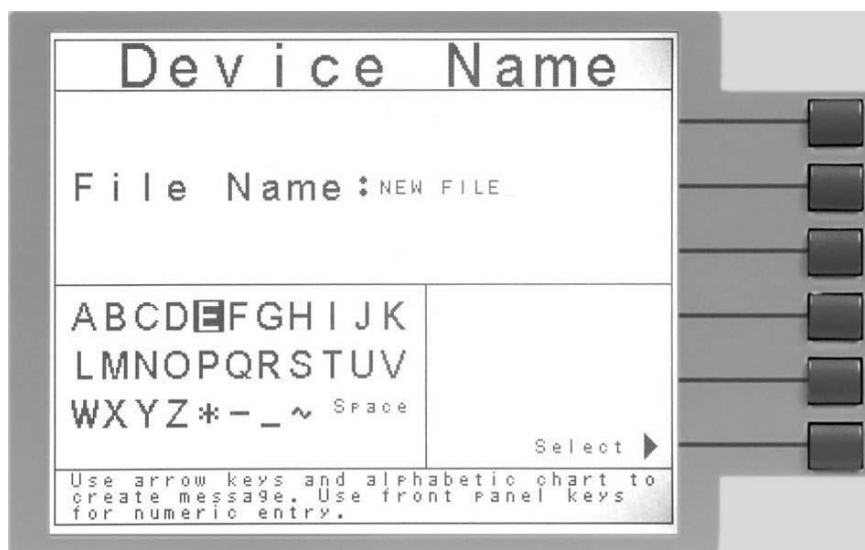 Device Name
File Name:NEW FILE_
ABCDEFGHIJK
LMNOPQRSTUV
WXYZ*-_~ Space
Select
Use arrow keys and alphabetic chart to
create message. Use front panel keys
for numeric entry.